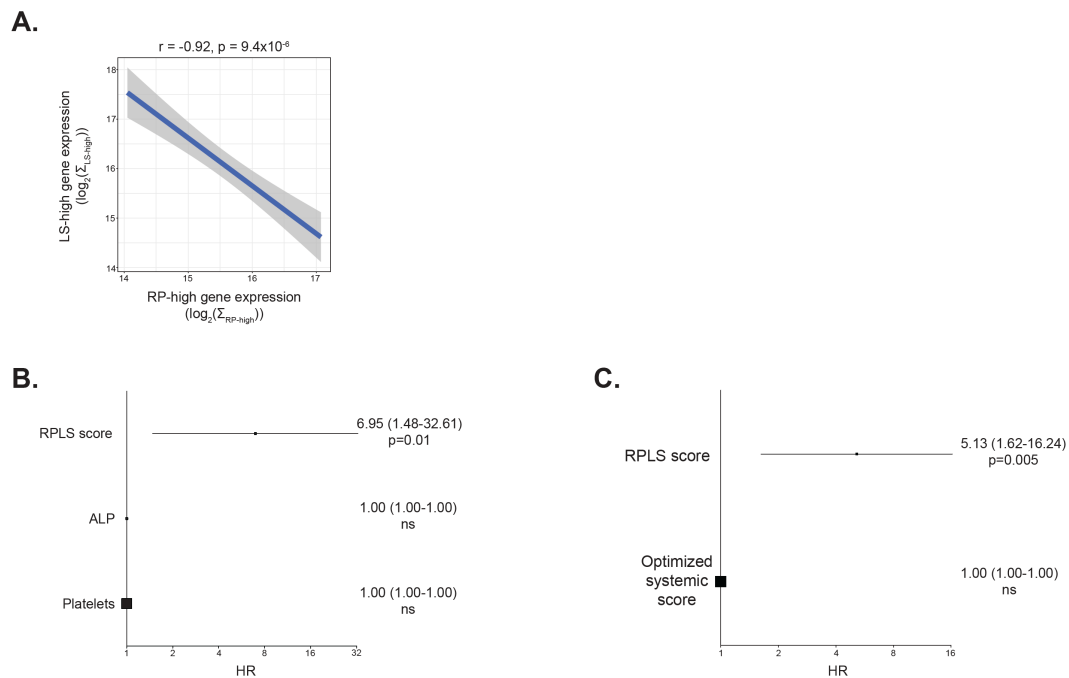 A.
r = -0.92, p = 9.4x10⁻⁶
LS-high gene expression
(log₂(Σ_LS-high))
18
17
16
15
14
14 15 16 17
RP-high gene expression
(log₂(Σ_RP-high))
B.
RPLS score
6.95 (1.48-32.61)
p=0.01
ALP
1.00 (1.00-1.00)
ns
Platelets
1.00 (1.00-1.00)
ns
1 2 4 8 16 32
HR
C.
RPLS score
5.13 (1.62-16.24)
p=0.005
Optimized
systemic
score
1.00 (1.00-1.00)
ns
1 2 4 8 16
HR